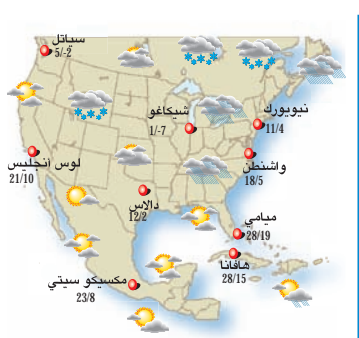 سياتل
5/-2
شيكاغو
1/-7
نيويورك
11/4
لوس انجليس
21/10
واشنطن
18/5
دالاس
12/2
ميامي
28/19
هافانا
28/15
مكسيكو سيتي
23/8